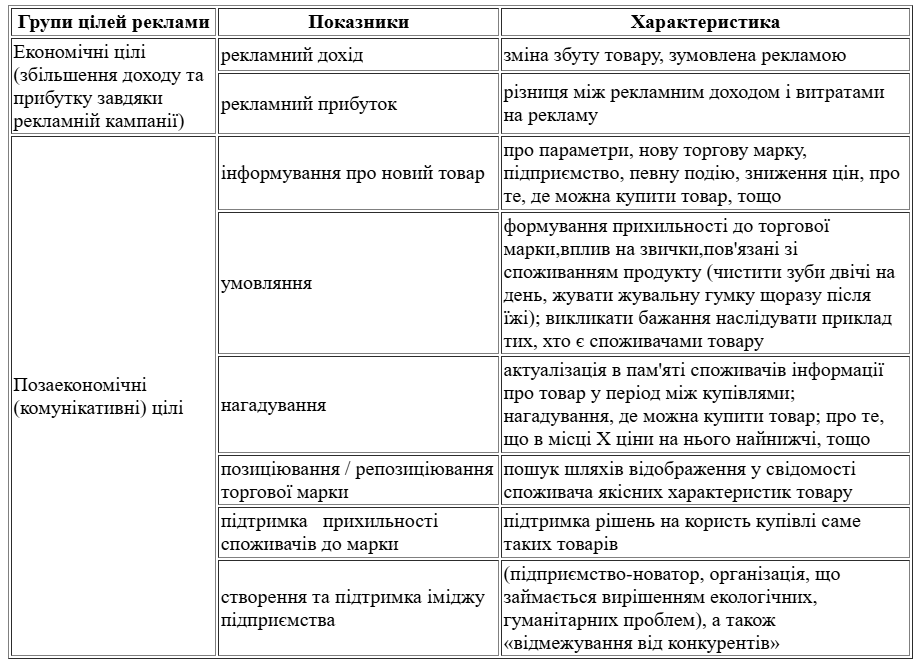 Групи цілей реклами
Показники
Характеристика
Економічні цілі
(збільшення доходу та
прибутку завдяки
рекламній кампанії)
рекламний дохід
зміна збуту товару, зумовлена рекламою
рекламний прибуток
різниця між рекламним доходом і витратами
на рекламу
Позаекономічні
(комунікативні) цілі
інформування про новий товар
про параметри, нову торгову марку,
підприємство, певну подію, зниження цін, про
те, де можна купити товар, тощо
умовляння
формування прихильності до торгової
марки,вплив на звички,пов'язані зі
споживанням продукту (чистити зуби двічі на
день, жувати жувальну гумку щоразу після
їжі); викликати бажання наслідувати приклад
тих, хто є споживачами товару
нагадування
актуалізація в пам'яті споживачів інформації
про товар у період між купівлями;
нагадування, де можна купити товар; про те,
що в місці Х ціни на нього найнижчі, тощо
позиціювання / репозиціювання
торгової марки
пошук шляхів відображення у свідомості
споживача якісних характеристик товару
підтримка прихильності
споживачів до марки
підтримка рішень на користь купівлі саме
таких товарів
створення та підтримка іміджу
підприємства
(підприємство-новатор, організація, що
займається вирішенням екологічних,
гуманітарних проблем), а також
«відмежування від конкурентів»